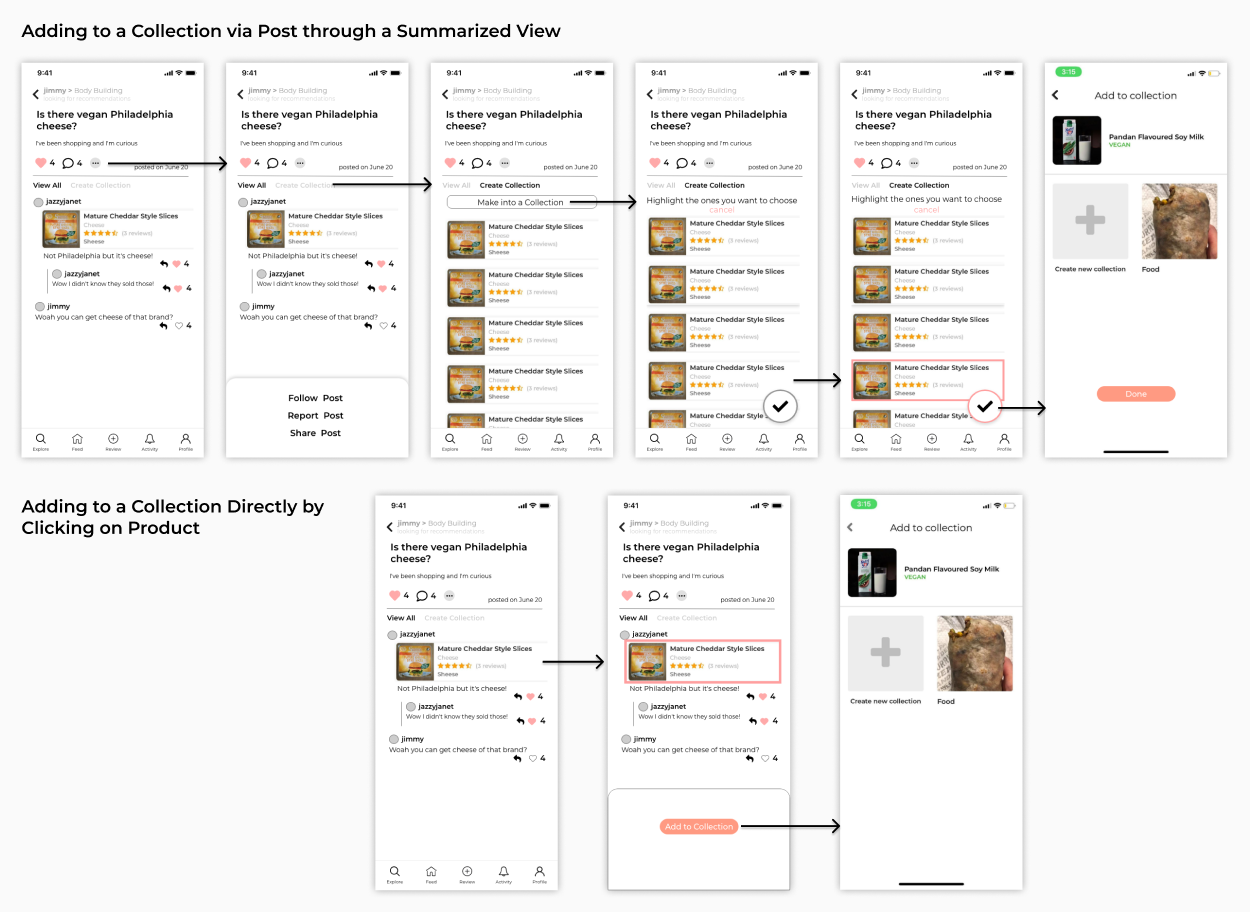 Adding to a Collection via Post through a Summarized View
9:41
jimmy > Body Building
looking for recommendations
Is there vegan Philadelphia
cheese?
I've been shopping and I'm curious
4 4
posted on June 20
View All Create Collection
jazzyjanet
Mature Cheddar Style Slices
Cheese
(3 reviews)
Sheese
Not Philadelphia but it's cheese!
4
jazzyjanet
Wow I didn't know they sold those!
4
jimmy
Woah you can get cheese of that brand?
4
Explore Feed Review Activity Profile
9:41
jimmy > Body Building
looking for recommendations
Is there vegan Philadelphia
cheese?
I've been shopping and I'm curious
4 4
posted on June 20
View All Create Collection
jazzyjanet
Mature Cheddar Style Slices
Cheese
(3 reviews)
Sheese
Not Philadelphia but it's cheese!
4
jazzyjanet
Wow I didn't know they sold those!
4
jimmy
Woah you can get cheese of that brand?
4
Follow Post
Report Post
Share Post
9:41
jimmy > Body Building
looking for recommendations
Is there vegan Philadelphia
cheese?
I've been shopping and I'm curious
4 4
posted on June 20
View All Create Collection
Make into a Collection
Mature Cheddar Style Slices
Cheese
(3 reviews)
Sheese
Mature Cheddar Style Slices
Cheese
(3 reviews)
Sheese
Mature Cheddar Style Slices
Cheese
(3 reviews)
Sheese
Mature Cheddar Style Slices
Cheese
(3 reviews)
Sheese
Mature Cheddar Style Slices
Cheese
Explore Feed Review Activity Profile
9:41
jimmy > Body Building
looking for recommendations
Is there vegan Philadelphia
cheese?
I've been shopping and I'm curious
4 4
posted on June 20
View All Create Collection
Highlight the ones you want to choose
cancel
Mature Cheddar Style Slices
Cheese
(3 reviews)
Sheese
Mature Cheddar Style Slices
Cheese
(3 reviews)
Sheese
Mature Cheddar Style Slices
Cheese
(3 reviews)
Sheese
Mature Cheddar Style Slices
Cheese
(3 reviews)
Sheese
Mature Cheddar Style
Cheese
(3 reviews)
Explore Feed Review Activity Profile
9:41
jimmy > Body Building
looking for recommendations
Is there vegan Philadelphia
cheese?
I've been shopping and I'm curious
4 4
posted on June 20
View All Create Collection
Highlight the ones you want to choose
cancel
Mature Cheddar Style Slices
Cheese
(3 reviews)
Sheese
Mature Cheddar Style Slices
Cheese
(3 reviews)
Sheese
Mature Cheddar Style Slices
Cheese
(3 reviews)
Sheese
Mature Cheddar Style Slices
Cheese
(3 reviews)
Sheese
Mature Cheddar Style
Cheese
(3 reviews)
Explore Feed Review Activity Profile
3:15
Add to collection
Pandan Flavoured Soy Milk
VEGAN
Create new collection
Food
Done
Adding to a Collection Directly by
Clicking on Product
9:41
jimmy > Body Building
looking for recommendations
Is there vegan Philadelphia
cheese?
I've been shopping and I'm curious
4 4
posted on June 20
View All Create Collection
jazzyjanet
Mature Cheddar Style Slices
Cheese
(3 reviews)
Sheese
Not Philadelphia but it's cheese!
4
jazzyjanet
Wow I didn't know they sold those!
4
jimmy
Woah you can get cheese of that brand?
4
Explore Feed Review Activity Profile
9:41
jimmy > Body Building
looking for recommendations
Is there vegan Philadelphia
cheese?
I've been shopping and I'm curious
4 4
posted on June 20
View All Create Collection
jazzyjanet
Mature Cheddar Style Slices
Cheese
(3 reviews)
Sheese
Not Philadelphia but it's cheese!
4
jazzyjanet
Wow I didn't know they sold those!
4
jimmy
Woah you can get cheese of that brand?
4
Add to Collection
3:15
Add to collection
Pandan Flavoured Soy Milk
VEGAN
Create new collection
Food